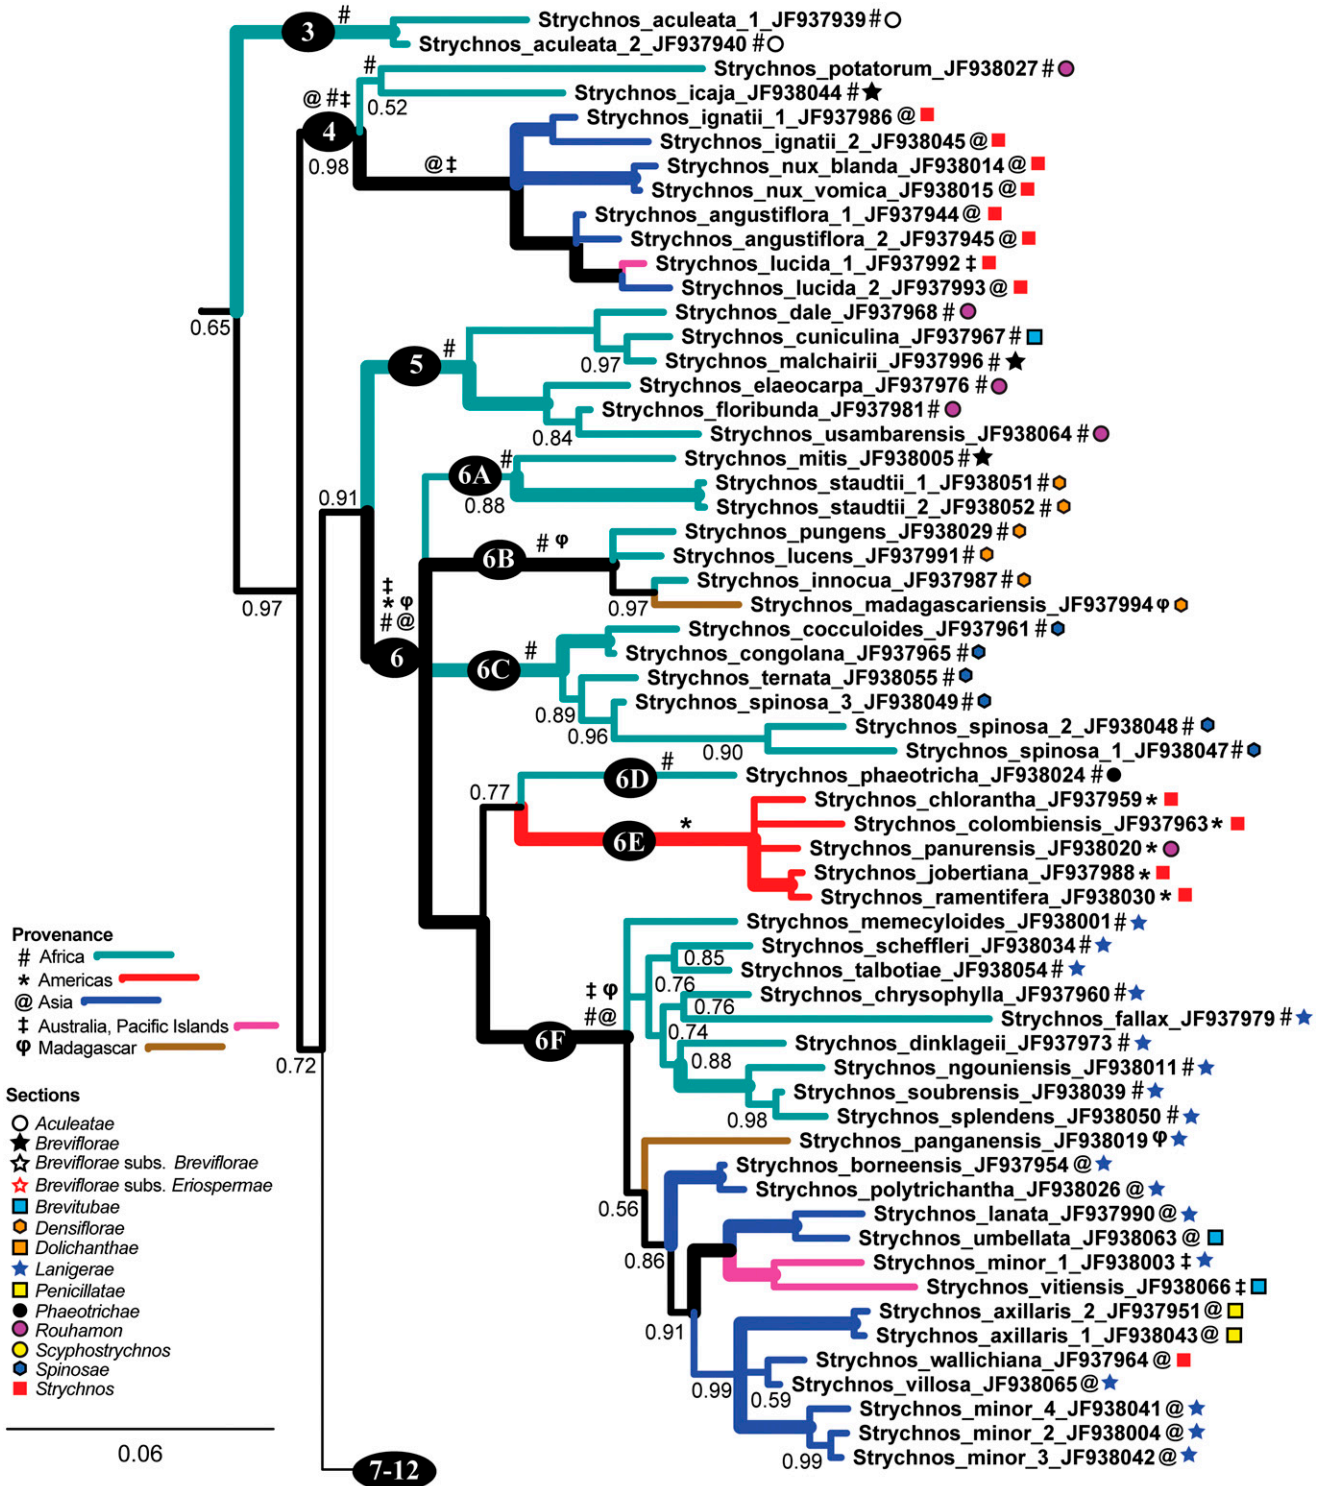 3 # Strychnos_aculeata_1_JF937939 #
Strychnos_aculeata_2_JF937940 #
# Strychnos_potatorum_JF938027 #
Strychnos_icaja_JF938044 #
@ # ‡ 0.52
4
Strychnos_ignatii_1_JF937986 @
Strychnos_ignatii_2_JF938045 @
0.98 @ ‡ Strychnos_nux_blanda_JF938014 @
Strychnos_nux_vomica_JF938015 @
Strychnos_angustiflora_1_JF937944 @
Strychnos_angustiflora_2_JF937945 @
Strychnos_lucida_1_JF937992 ‡
Strychnos_lucida_2_JF937993 @
Strychnos_dale_JF937968 #
0.65
Strychnos_cuniculina_JF937967 #
5 # 0.97 Strychnos_malchairii_JF937996 #
Strychnos_elaeocarpa_JF937976 #
Strychnos_floribunda_JF937981 #
0.84 Strychnos_usambarensis_JF938064 #
6A # Strychnos_mitis_JF938005 #
Strychnos_staudtii_1_JF938051 #
0.91 0.88 Strychnos_staudtii_2_JF938052 #
Strychnos_pungens_JF938029 #
6B # φ Strychnos_lucens_JF937991 #
Strychnos_innocua_JF937987 #
0.97 0.97 Strychnos_madagascariensis_JF937994 φ
‡
* φ
# @
6
Strychnos_cocculoides_JF937961 #
6C # Strychnos_congolana_JF937965 #
Strychnos_ternata_JF938055 #
0.89 Strychnos_spinosa_3_JF938049 #
0.96 Strychnos_spinosa_2_JF938048 #
0.90 Strychnos_spinosa_1_JF938047 #
6D # Strychnos_phaeotricha_JF938024 #
0.77 Strychnos_chlorantha_JF937959 *
6E * Strychnos_colombiensis_JF937963 *
Strychnos_panurensis_JF938020 *
Strychnos_jobertiana_JF937988 *
Strychnos_ramentifera_JF938030 *
Strychnos_memecyloides_JF938001 #
Strychnos_scheffleri_JF938034 #
0.85 Strychnos_talbotiae_JF938054 #
0.76 Strychnos_chrysophylla_JF937960 #
0.76 Strychnos_fallax_JF937979 #
‡ φ
# @
6F
0.74 Strychnos_dinklageii_JF937973 #
0.88 Strychnos_ngouniensis_JF938011 #
Strychnos_soubrensis_JF938039 #
0.98 Strychnos_splendens_JF938050 #
Strychnos_panganensis_JF938019 φ
Strychnos_borneensis_JF937954 @
Strychnos_polytrichantha_JF938026 @
0.56 Strychnos_lanata_JF937990 @
Strychnos_umbellata_JF938063 @
0.86 Strychnos_minor_1_JF938003 ‡
Strychnos_vitiensis_JF938066 ‡
Strychnos_axillaris_2_JF937951 @
0.91 Strychnos_axillaris_1_JF938043 @
Strychnos_wallichiana_JF937964 @
0.99 0.59 Strychnos_villosa_JF938065 @
Strychnos_minor_4_JF938041 @
Strychnos_minor_2_JF938004 @
0.99 Strychnos_minor_3_JF938042 @
0.72
7-12
Provenance
# Africa
* Americas
@ Asia
‡ Australia, Pacific Islands
φ Madagascar
Sections
Aculeatae
Breviflorae
Breviflorae subs. Breviflorae
Breviflorae subs. Eriospermae
Brevitubae
Densiflorae
Dolichanthae
Lanigerae
Penicillatae
Phaeotrichae
Rouhamon
Scyphostrychnos
Spinosae
Strychnos
0.06